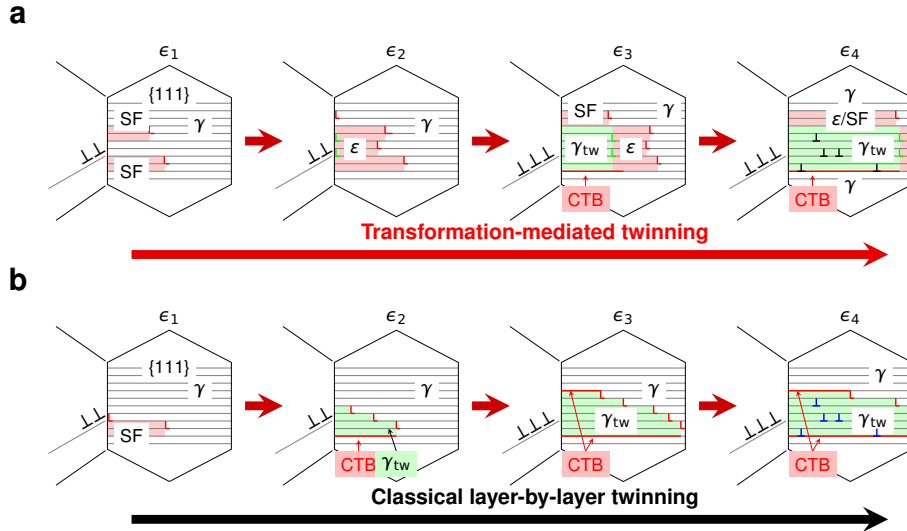 a
ϵ1 ϵ2 ϵ3 ϵ4
{111} SF γ
SF
γ
ε
SF γ
γtw ε
CTB
γ
ε/SF
γtw
γ
CTB
Transformation-mediated twinning
b
ϵ1 ϵ2 ϵ3 ϵ4
{111}
γ
SF
γ
CTB γtw
γ
γtw
CTB
γ
γtw
CTB
Classical layer-by-layer twinning